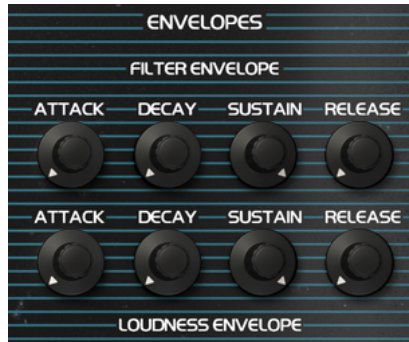 ENVELOPES
FILTER ENVELOPE
ATTACK DECAY SUSTAIN RELEASE
ATTACK DECAY SUSTAIN RELEASE
LOUDNESS ENVELOPE